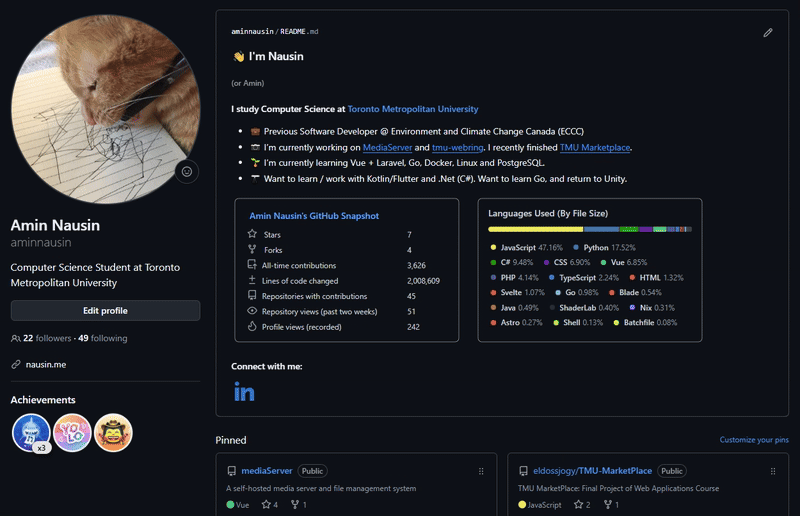 aminnausin/README.md
👋 I'm Nausin
(or Amin)
I study Computer Science at Toronto Metropolitan University
Previous Software Developer @ Environment and Climate Change Canada (ECCC)
I'm currently working on MediaServer and tmu-webring. I recently finished TMU Marketplace.
I'm currently learning Vue + Laravel, Go, Docker, Linux and PostgreSQL.
Want to learn / work with Kotlin/Flutter and .Net (C#). Want to learn Go, and return to Unity.
Amin Nausin
aminnausin
Computer Science Student at Toronto
Metropolitan University
Edit profile
22 followers · 49 following
nausin.me
Achievements
x3
Amin Nausin's GitHub Snapshot
Stars 7
Forks 4
All-time contributions 3,626
Lines of code changed 2,008,609
Repositories with contributions 45
Repository views (past two weeks) 51
Profile views (recorded) 242
Languages Used (By File Size)
JavaScript 47.16% Python 17.52%
C# 9.48% CSS 6.90% Vue 6.85%
PHP 4.14% TypeScript 2.24% HTML 1.32%
Svelte 1.07% Go 0.98% Blade 0.54%
Java 0.49% ShaderLab 0.40% Nix 0.31%
Astro 0.27% Shell 0.13% Batchfile 0.08%
Connect with me:
in
Pinned
Customize your pins
mediaServer Public
A self-hosted media server and file management system
Vue 4 1
eldossjogy/TMU-MarketPlace Public
TMU MarketPlace: Final Project of Web Applications Course
JavaScript 2 1